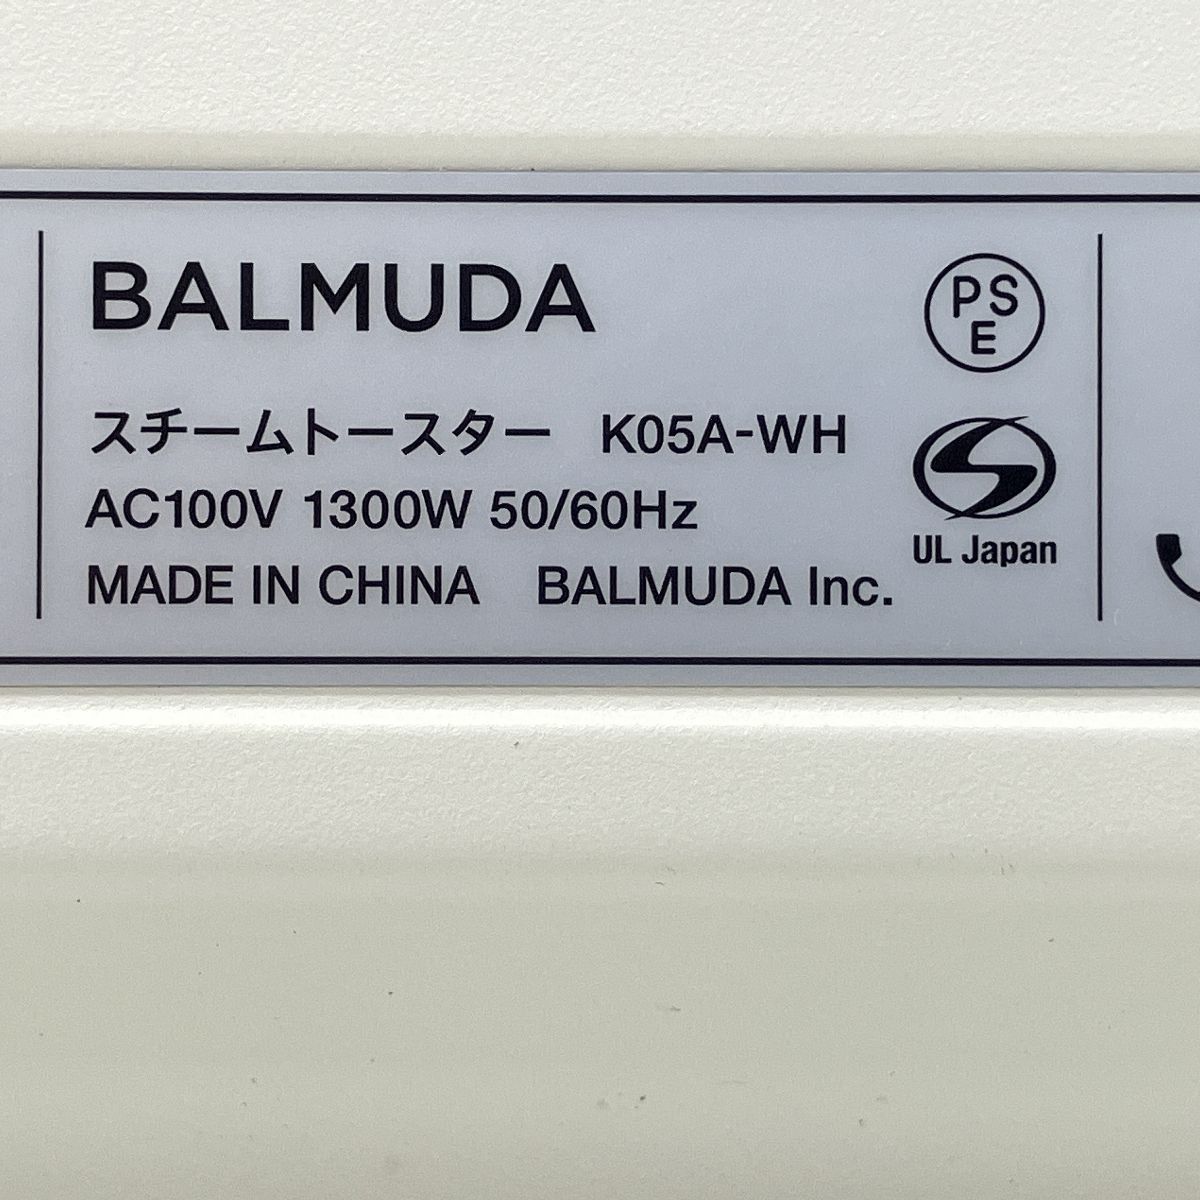 BALMUDA
PS
E
スチームトースター K05A-WH
AC100V 1300W 50/60Hz
UL Japan
MADE IN CHINA BALMUDA Inc.